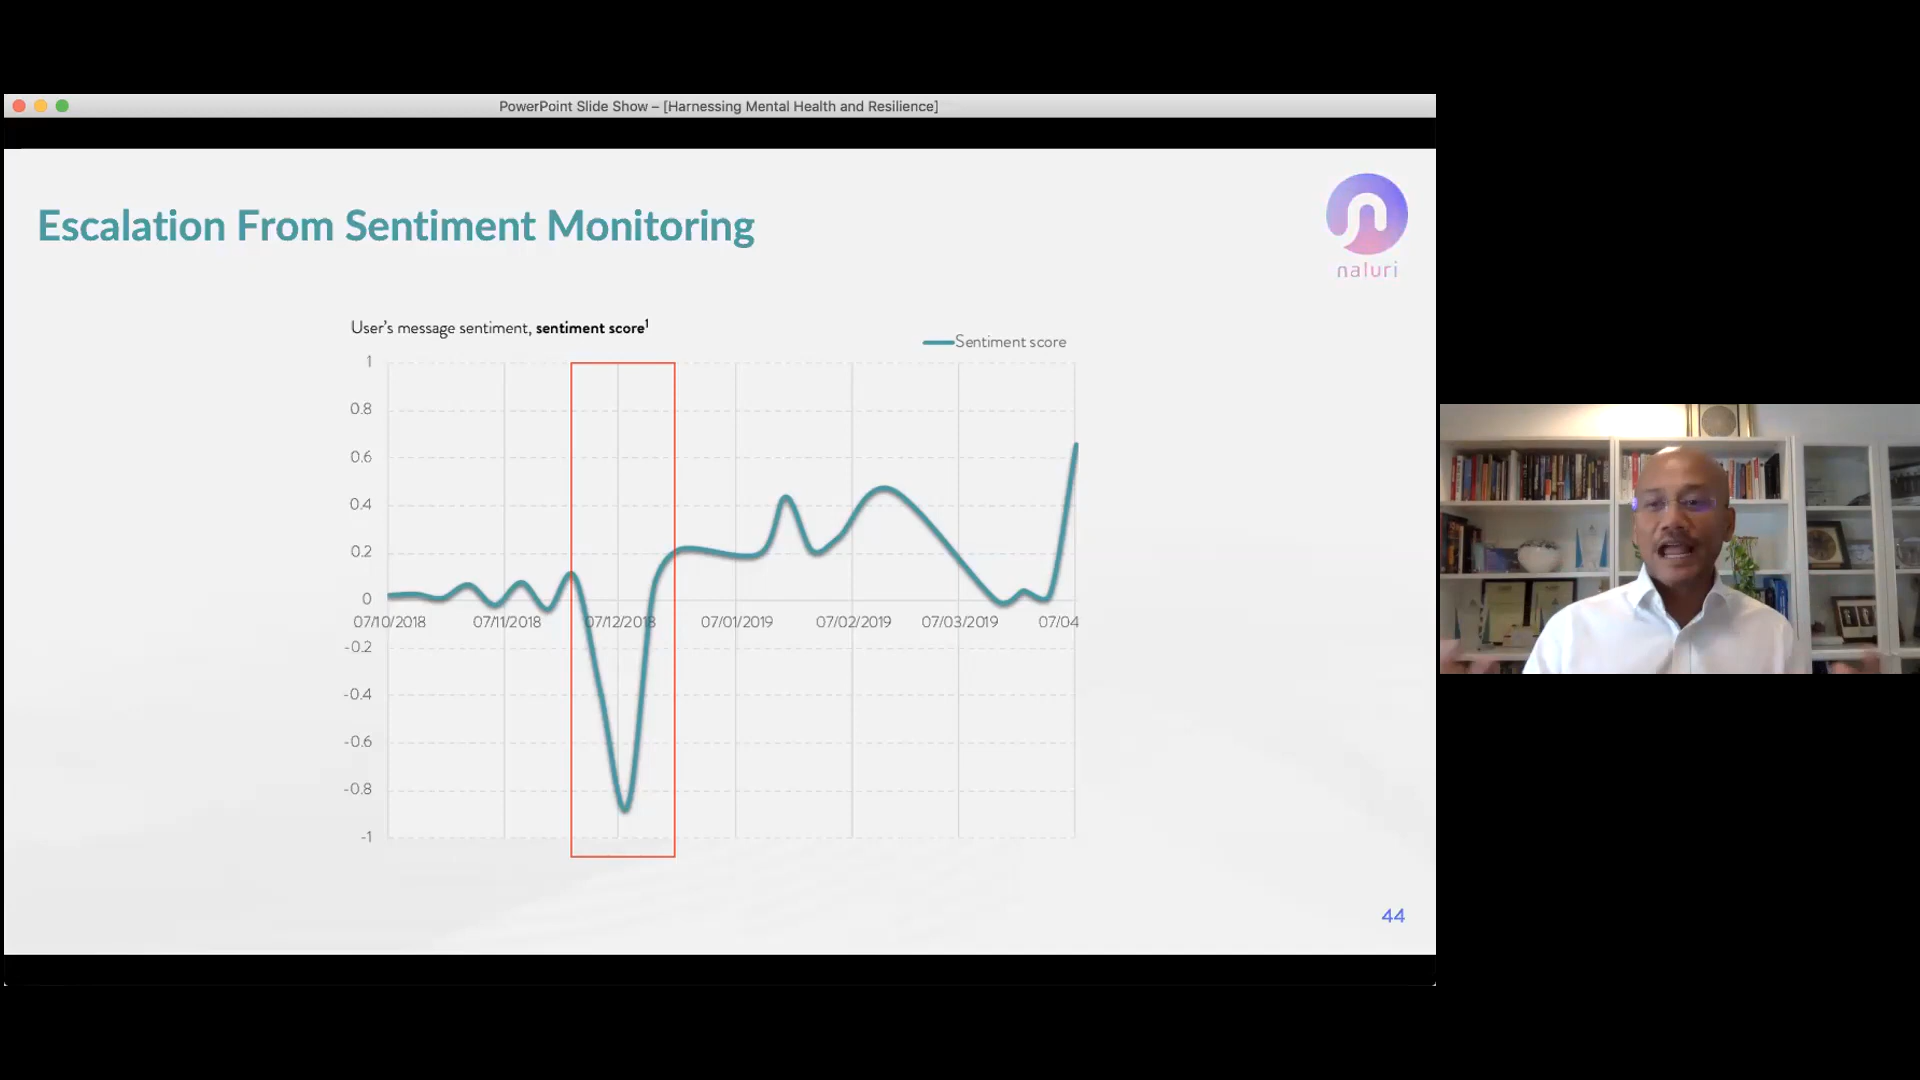 PowerPoint Slide Show – [Harnessing Mental Health and Resilience]
Escalation From Sentiment Monitoring
naluri
User's message sentiment, sentiment score¹
Sentiment score
1
0.8
0.6
0.4
0.2
0
07/10/2018 07/11/2018 07/12/2018 07/01/2019 07/02/2019 07/03/2019 07/04
-0.2
-0.4
-0.6
-0.8
-1
44